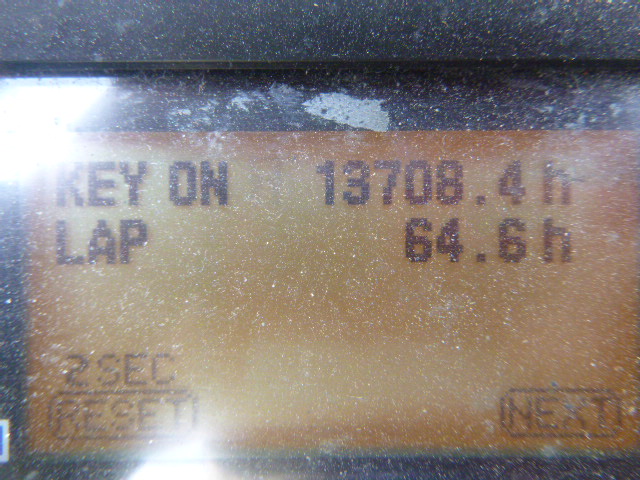 KEY ON 13708.4 h
LAP 64.6 h
2 SEC
RESET NEXT